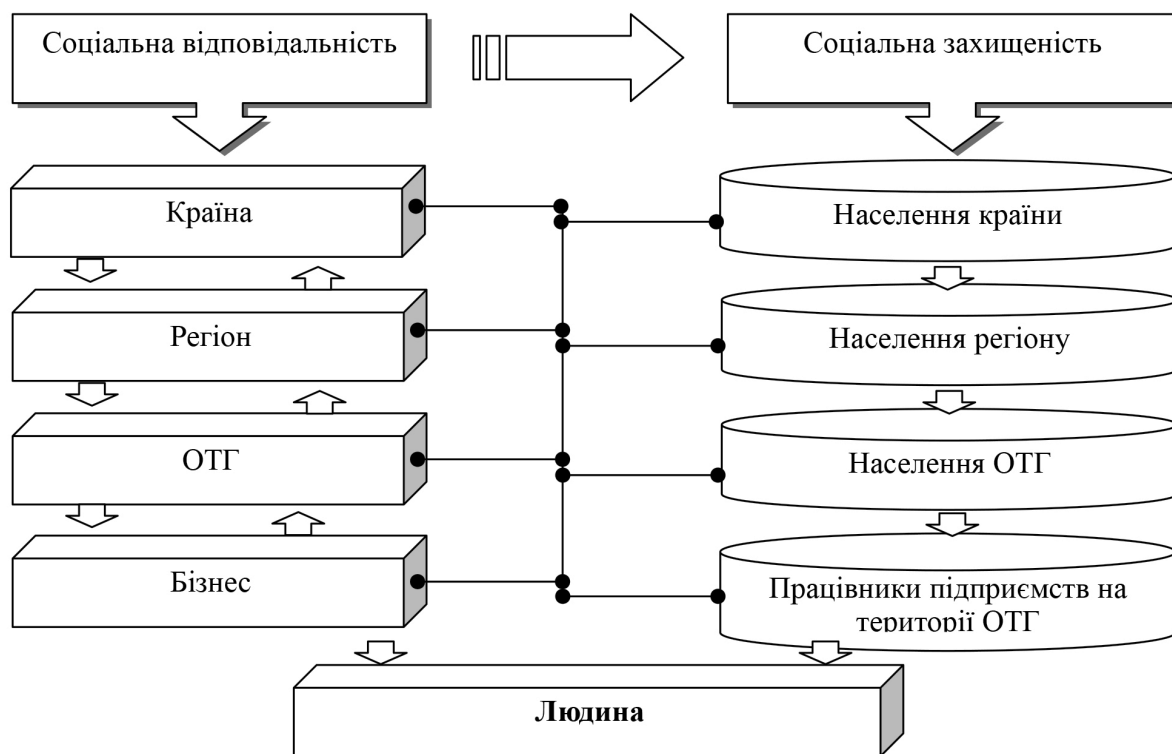 Соціальна відповідальність
Соціальна захищеність
Країна
Населення країни
Регіон
Населення регіону
ОТГ
Населення ОТГ
Бізнес
Працівники підприємств на
території ОТГ
Людина